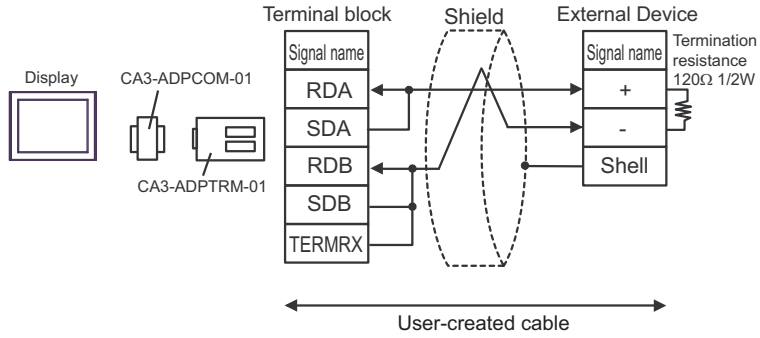 Terminal block
Shield
External Device
Signal name
Signal name
Termination
resistance
120Ω 1/2W
Display
CA3-ADPCOM-01
RDA
+
SDA
-
RDB
Shell
CA3-ADPTRM-01
SDB
TERMRX
User-created cable